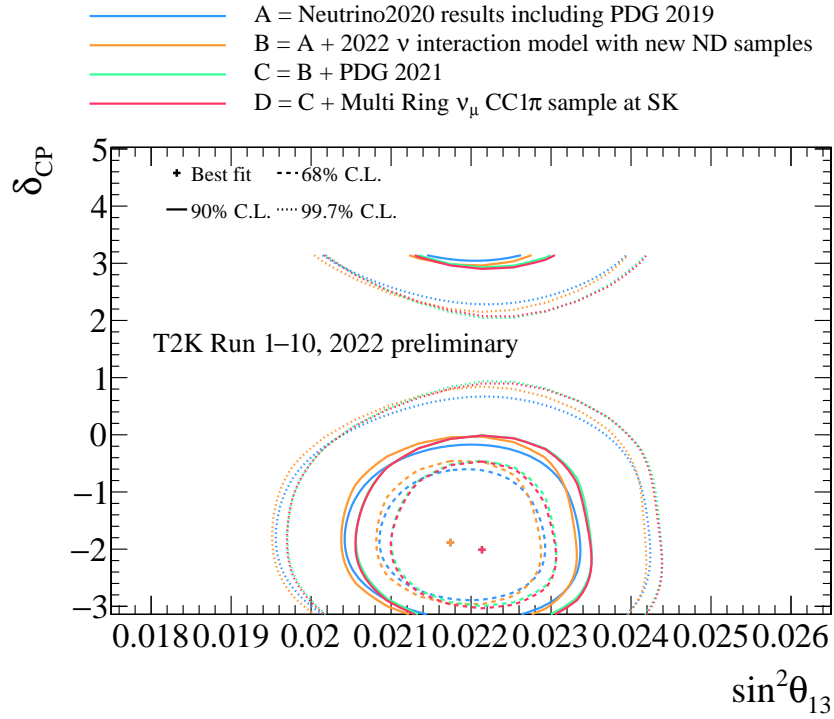 A = Neutrino2020 results including PDG 2019
B = A + 2022 ν interaction model with new ND samples
C = B + PDG 2021
D = C + Multi Ring νμ CC1π sample at SK
δCP
5
4
3
2
1
0
−1
−2
−3
Best fit 68% C.L.
90% C.L. 99.7% C.L.
T2K Run 1–10, 2022 preliminary
0.018 0.019 0.02 0.021 0.022 0.023 0.024 0.025 0.026
sin²θ13